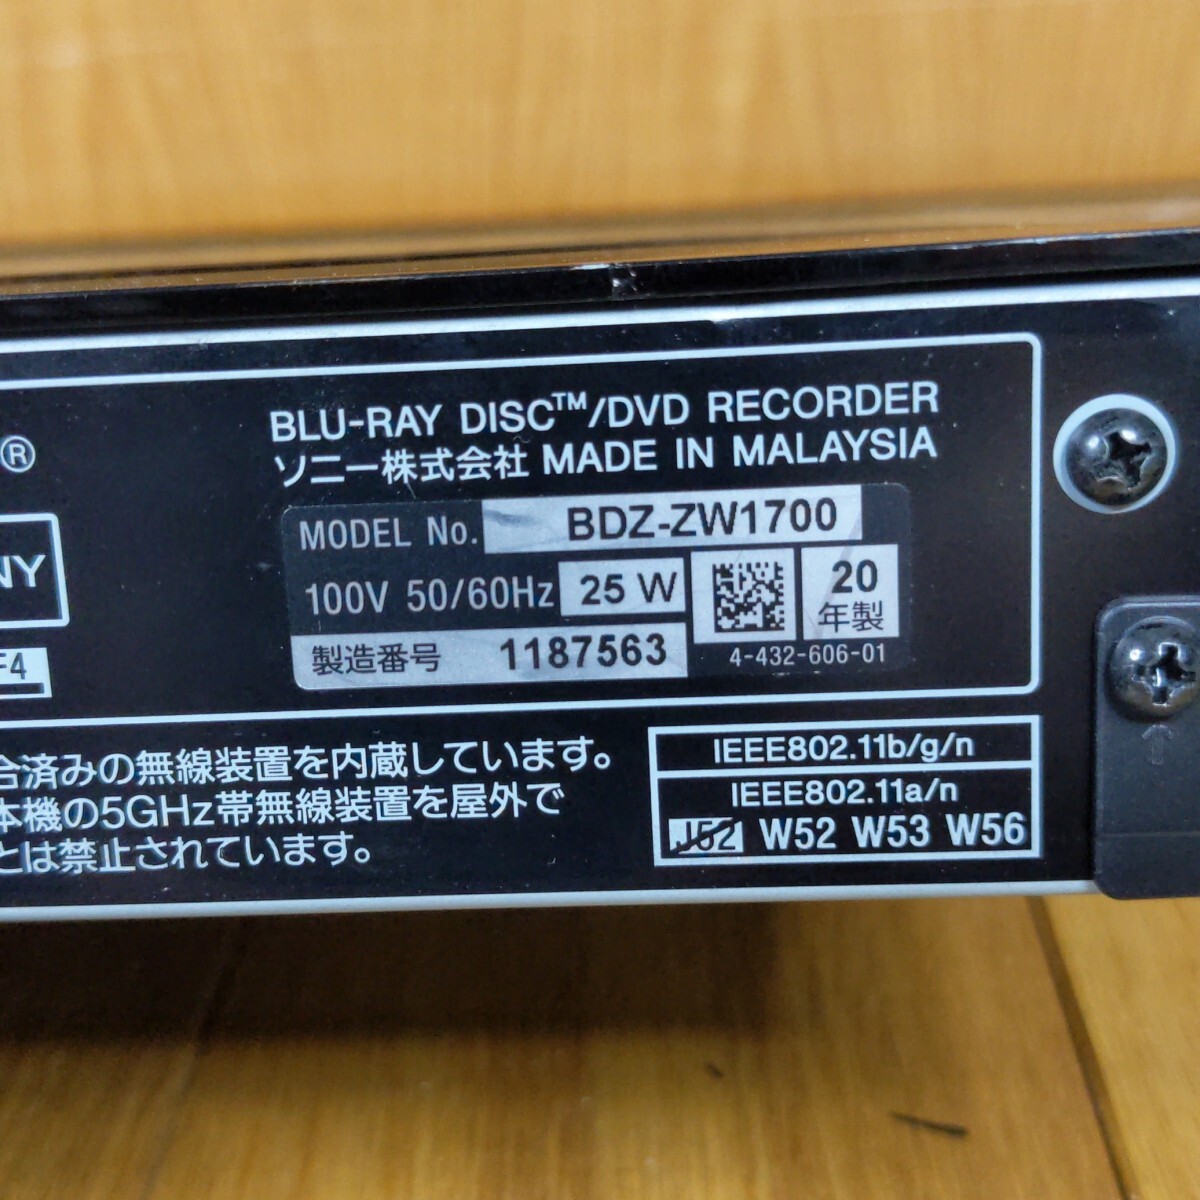 ®
BLU-RAY DISC™/DVD RECORDER
ソニー株式会社 MADE IN MALAYSIA
MODEL No. BDZ-ZW1700
100V 50/60Hz 25 W
20
年製
製造番号 1187563
4-432-606-01
NY
F4
合済みの無線装置を内蔵しています。
本機の5GHz帯無線装置を屋外で
とは禁止されています。
IEEE802.11b/g/n
IEEE802.11a/n
J52 W52 W53 W56